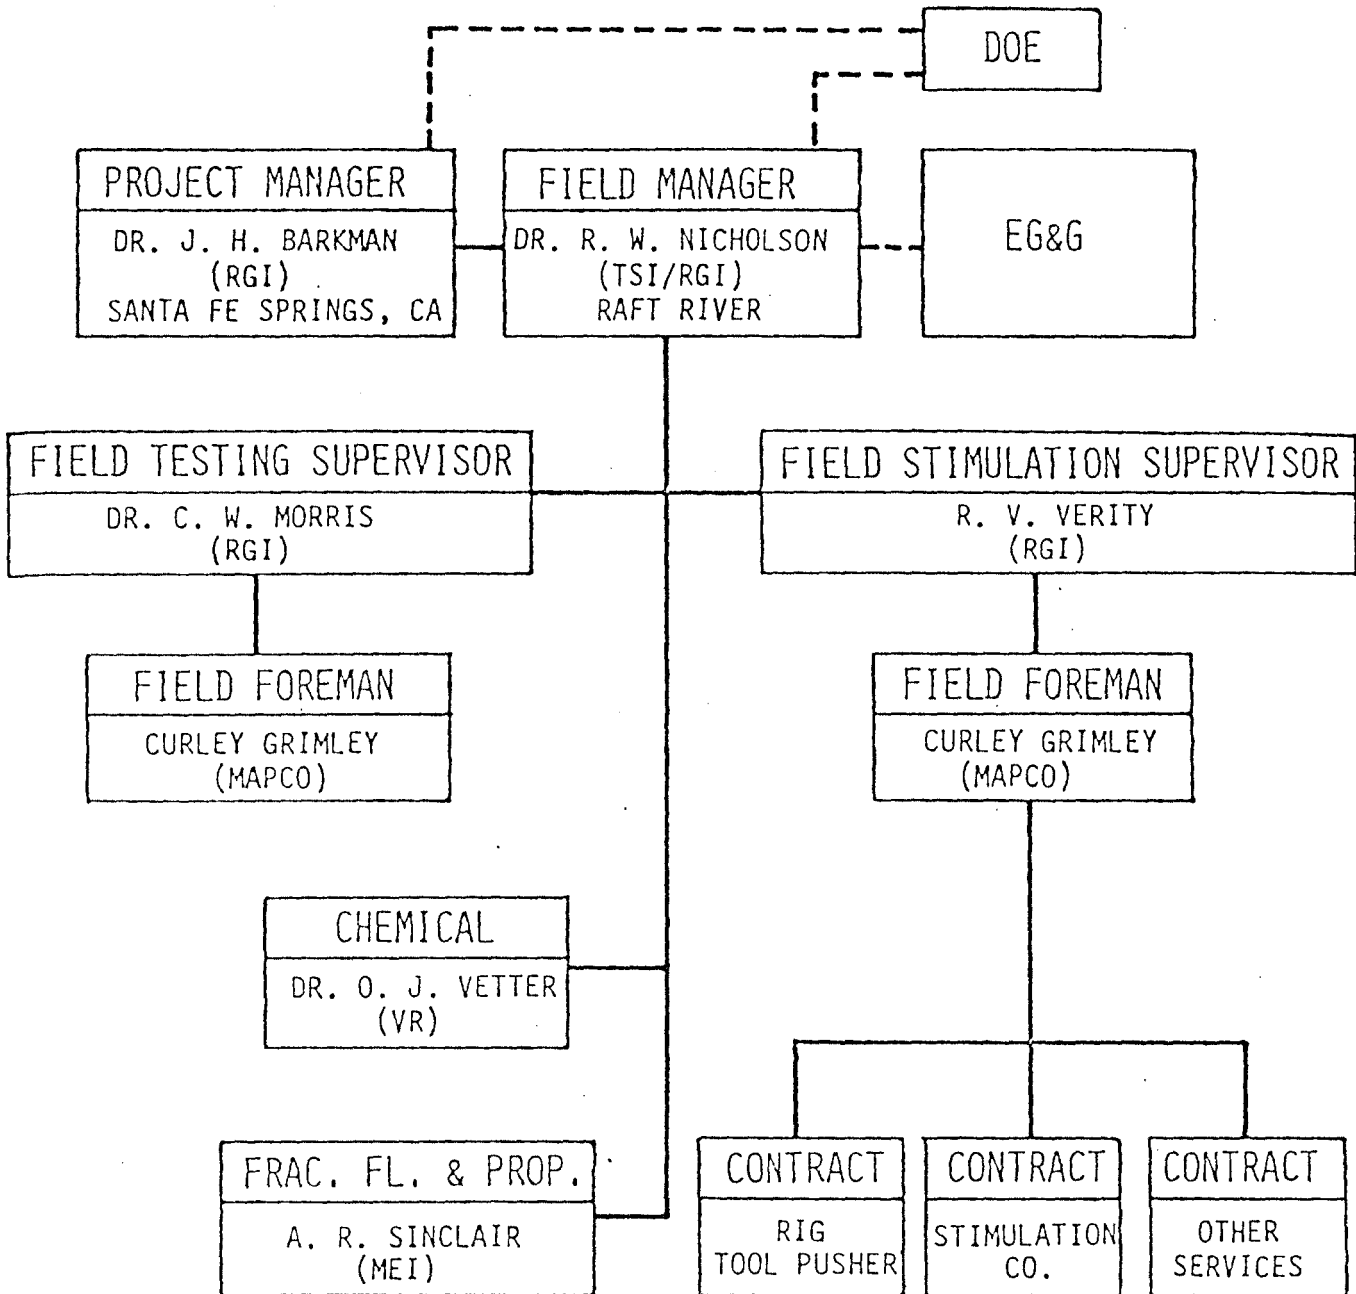 DOE
PROJECT MANAGER
DR. J. H. BARKMAN
(RGI)
SANTA FE SPRINGS, CA
FIELD MANAGER
DR. R. W. NICHOLSON
(TSI/RGI)
RAFT RIVER
EG&G
FIELD TESTING SUPERVISOR
DR. C. W. MORRIS
(RGI)
FIELD STIMULATION SUPERVISOR
R. V. VERITY
(RGI)
FIELD FOREMAN
CURLEY GRIMLEY
(MAPCO)
FIELD FOREMAN
CURLEY GRIMLEY
(MAPCO)
CHEMICAL
DR. O. J. VETTER
(VR)
FRAC. FL. & PROP.
A. R. SINCLAIR
(MEI)
CONTRACT
RIG
TOOL PUSHER
CONTRACT
STIMULATION
CO.
CONTRACT
OTHER
SERVICES